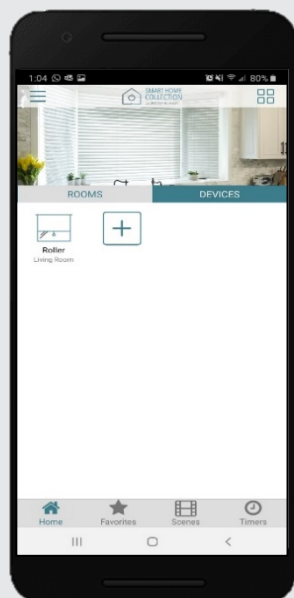 1:04 80%
SMART HOME
COLLECTION
ROOMS DEVICES
Roller
Living Room
Home Favorites Scenes Timers